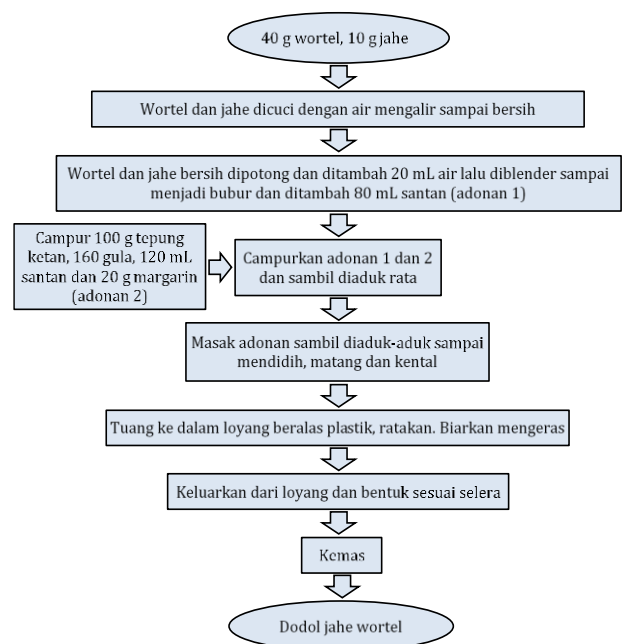 40 g wortel, 10 g jahe
Wortel dan jahe dicuci dengan air mengalir sampai bersih
Wortel dan jahe bersih dipotong dan ditambah 20 mL air lalu diblender sampai
menjadi bubur dan ditambah 80 mL santan (adonan 1)
Campur 100 g tepung
ketan, 160 gula, 120 mL
santan dan 20 g margarin
(adonan 2)
Campurkan adonan 1 dan 2
dan sambil diaduk rata
Masak adonan sambil diaduk-aduk sampai
mendidih, matang dan kental
Tuang ke dalam loyang beralas plastik, ratakan. Biarkan mengeras
Keluarkan dari loyang dan bentuk sesuai selera
Kemas
Dodol jahe wortel